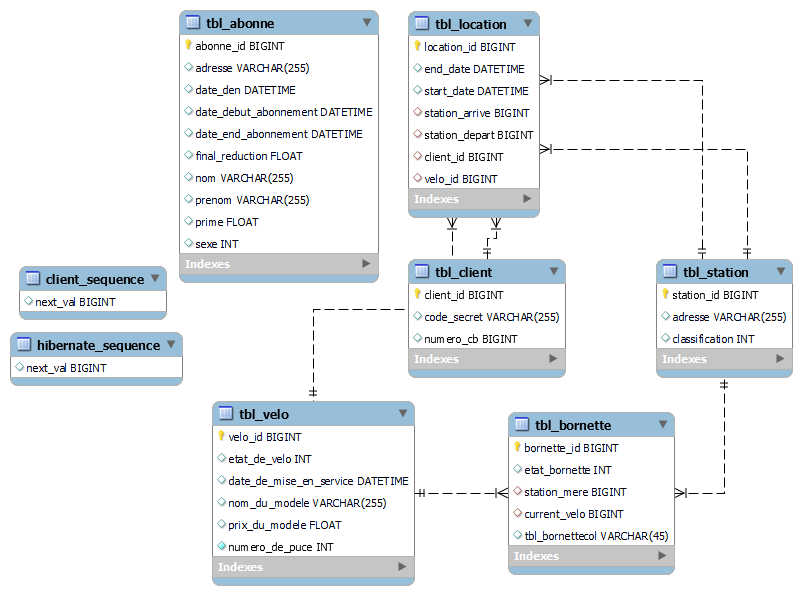 tbl_abonne
abonne_id BIGINT
adresse VARCHAR(255)
date_den DATETIME
date_debut_abonnement DATETIME
date_end_abonnement DATETIME
final_reduction FLOAT
nom VARCHAR(255)
prenom VARCHAR(255)
prime FLOAT
sexe INT
Indexes
tbl_location
location_id BIGINT
end_date DATETIME
start_date DATETIME
station_arrive BIGINT
station_depart BIGINT
client_id BIGINT
velo_id BIGINT
Indexes
client_sequence
next_val BIGINT
hibernate_sequence
next_val BIGINT
tbl_client
client_id BIGINT
code_secret VARCHAR(255)
numero_cb BIGINT
Indexes
tbl_station
station_id BIGINT
adresse VARCHAR(255)
classification INT
Indexes
tbl_velo
velo_id BIGINT
etat_de_velo INT
date_de_mise_en_service DATETIME
nom_du_modele VARCHAR(255)
prix_du_modele FLOAT
numero_de_puce INT
Indexes
tbl_bornette
bornette_id BIGINT
etat_bornette INT
station_mere BIGINT
current_velo BIGINT
tbl_bornettecol VARCHAR(45)
Indexes